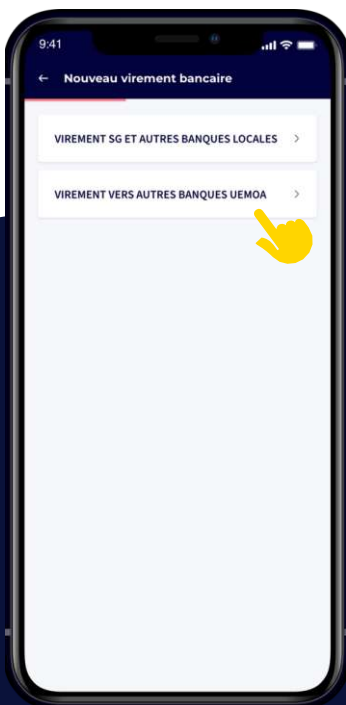 9:41
← Nouveau virement bancaire
VIREMENT SG ET AUTRES BANQUES LOCALES >
VIREMENT VERS AUTRES BANQUES UEMOA >